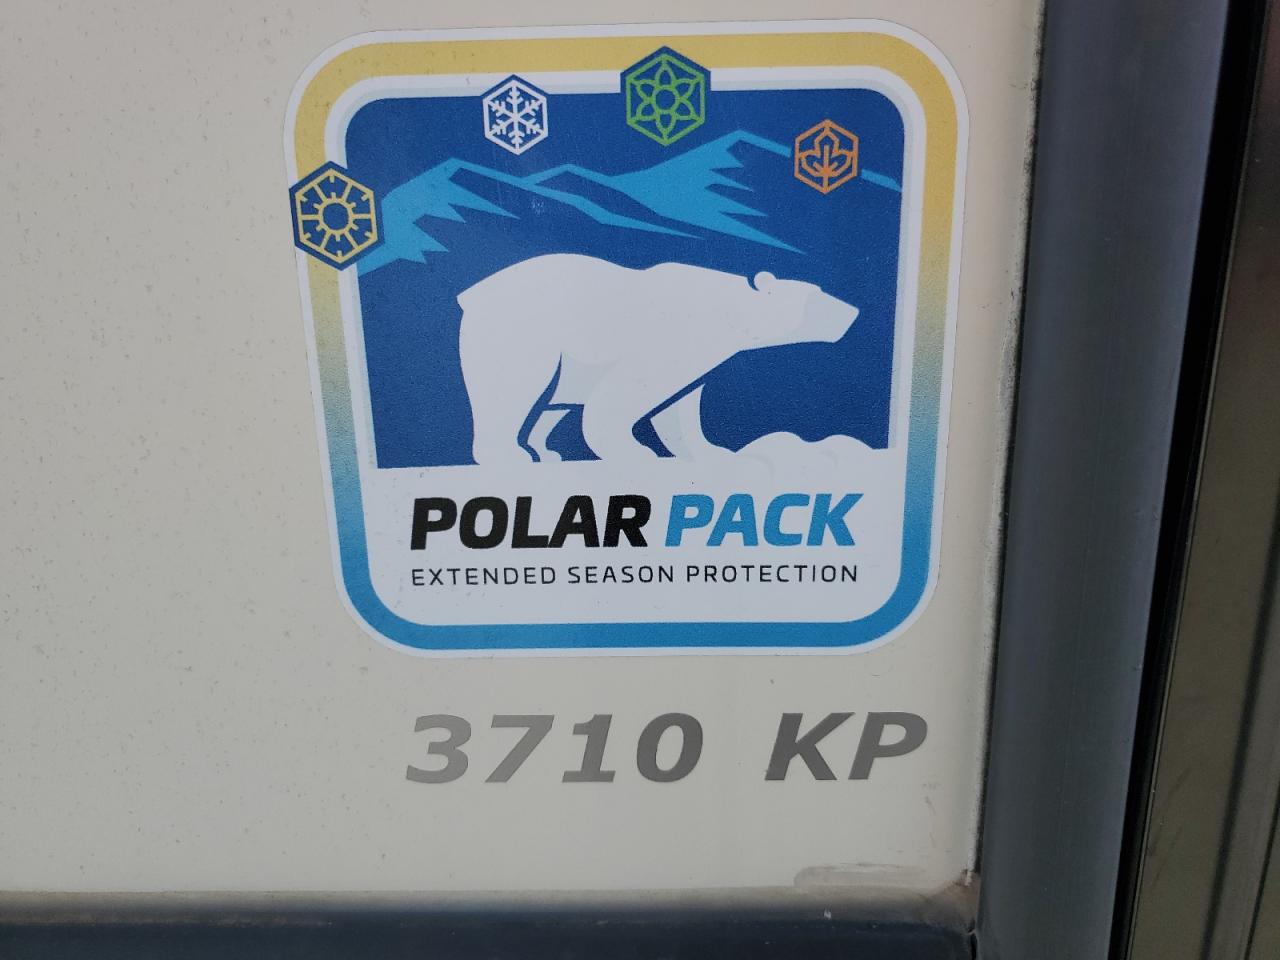 POLAR PACK
EXTENDED SEASON PROTECTION
3710 KP